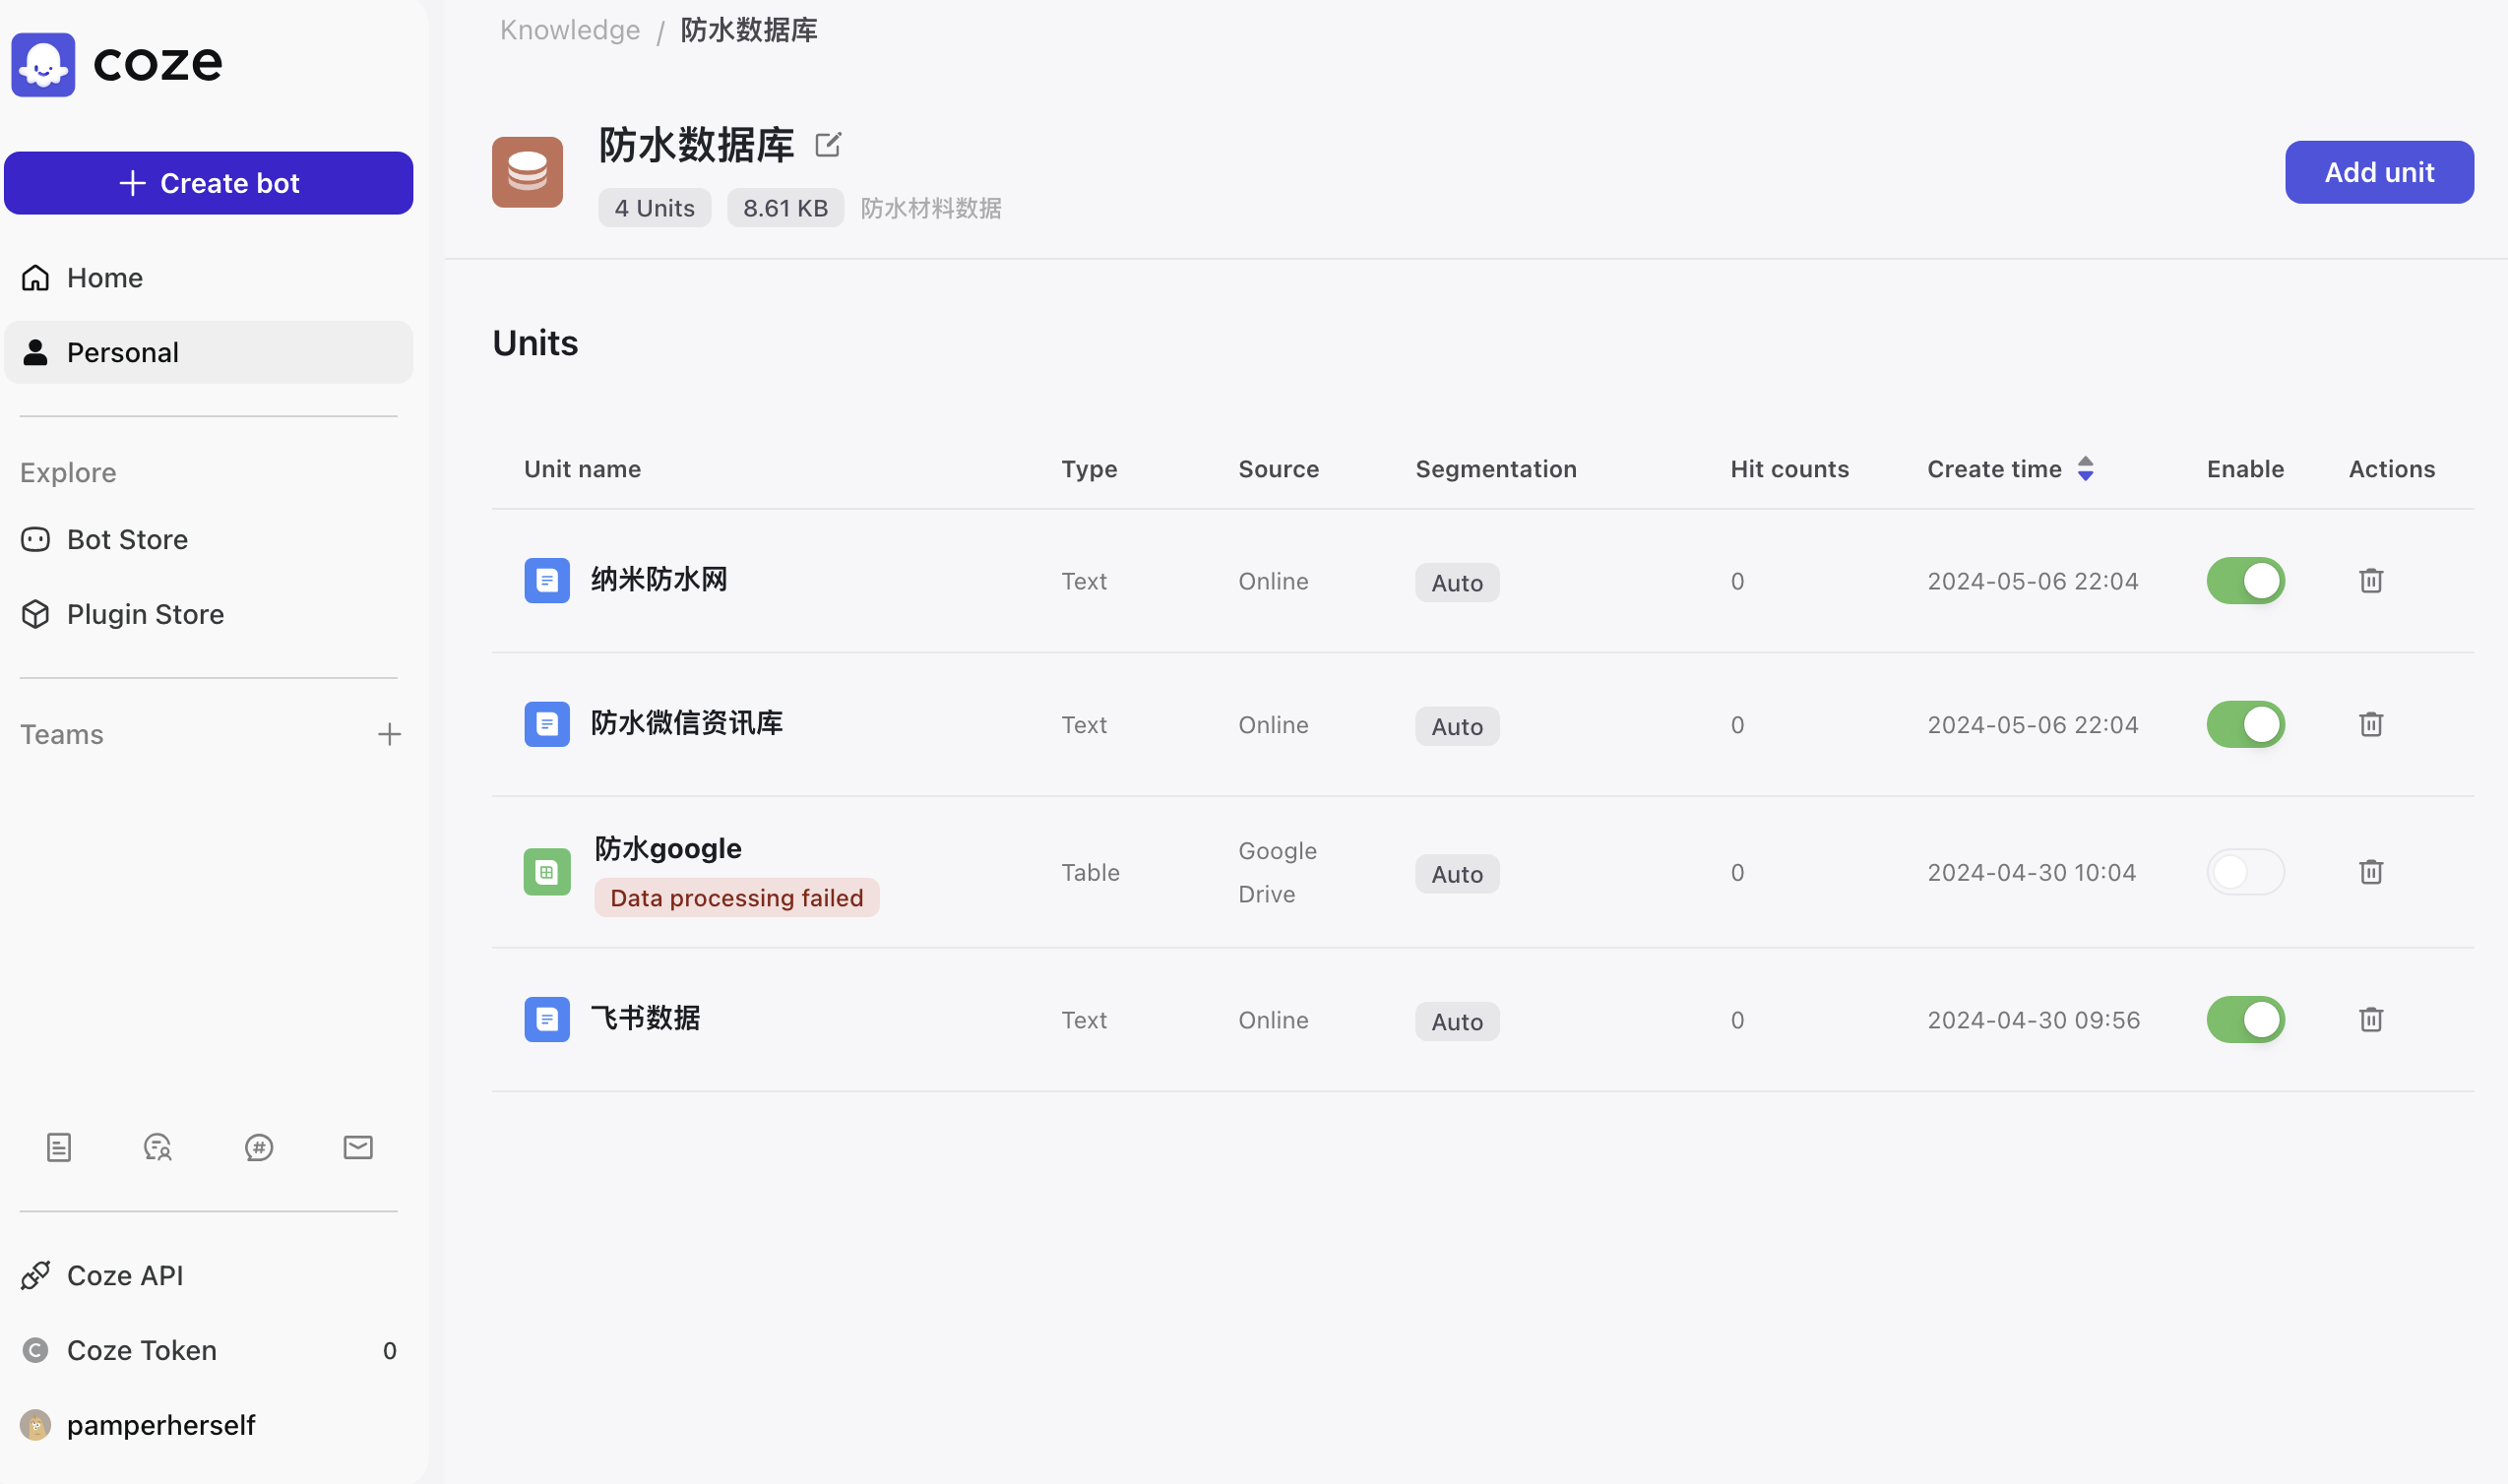 coze
Create bot
Home
Personal
Explore
Bot Store
Plugin Store
Teams
Coze API
Coze Token 0
pamperherself
Knowledge / 防水数据库
防水数据库
4 Units 8.61 KB 防水材料数据
Add unit
Units
Unit name Type Source Segmentation Hit counts Create time Enable Actions
纳米防水网 Text Online Auto 0 2024-05-06 22:04
防水微信资讯库 Text Online Auto 0 2024-05-06 22:04
防水google
Data processing failed
Table Google Drive Auto 0 2024-04-30 10:04
飞书数据 Text Online Auto 0 2024-04-30 09:56